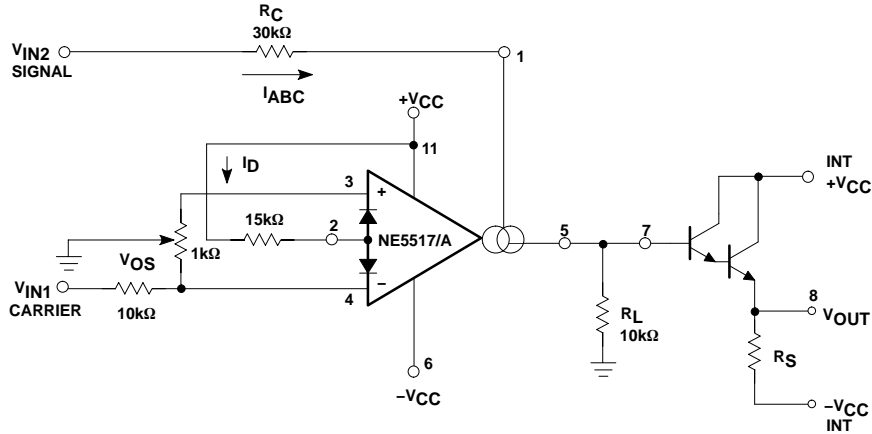 RC
30kΩ
VIN2
SIGNAL
1
IABC
+VCC
11
ID
3
+
INT
+VCC
15kΩ
2
NE5517/A
5
7
1kΩ
VOS
VIN1
CARRIER
10kΩ
4
−
RL
10kΩ
8
VOUT
6
−VCC
RS
−VCC
INT